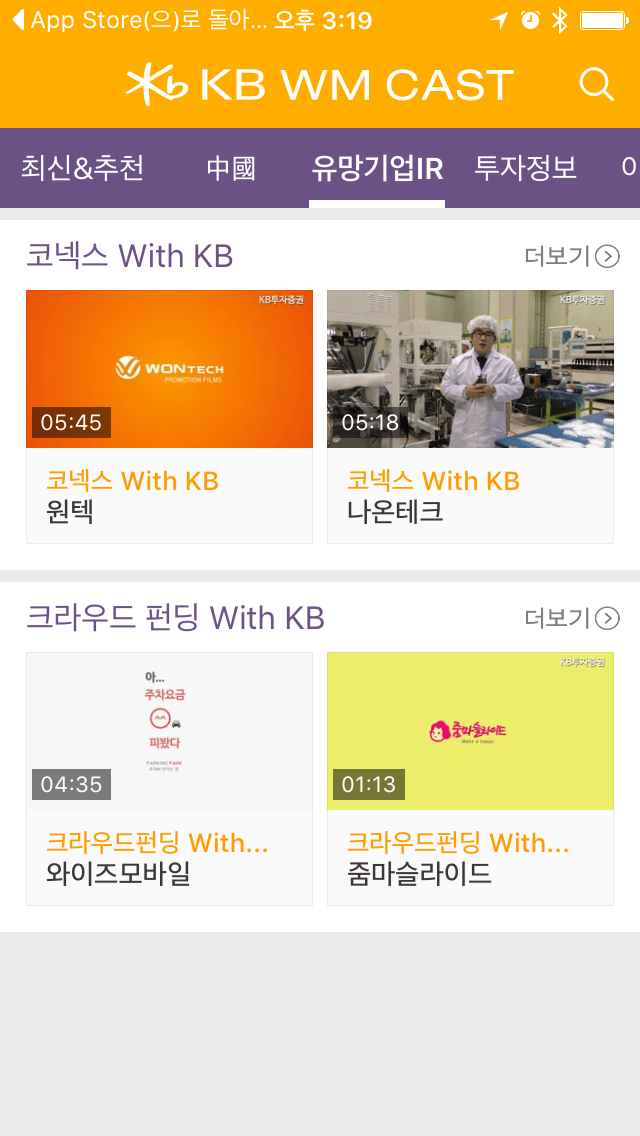 App Store(으)로 돌아... 오후 3:19
KB WM CAST
최신&추천 中國 유망기업IR 투자정보
코넥스 With KB 더보기
KB투자증권
WONTECH
PROMOTION FILMS
05:45
KB투자증권
05:18
코넥스 With KB
원텍
코넥스 With KB
나온테크
크라우드 펀딩 With KB 더보기
아...
주차요금
피봤다
PARKING PARK
04:35
KB투자증권
줌마슬라이드
Make a happy
01:13
크라우드펀딩 With...
와이즈모바일
크라우드펀딩 With...
줌마슬라이드